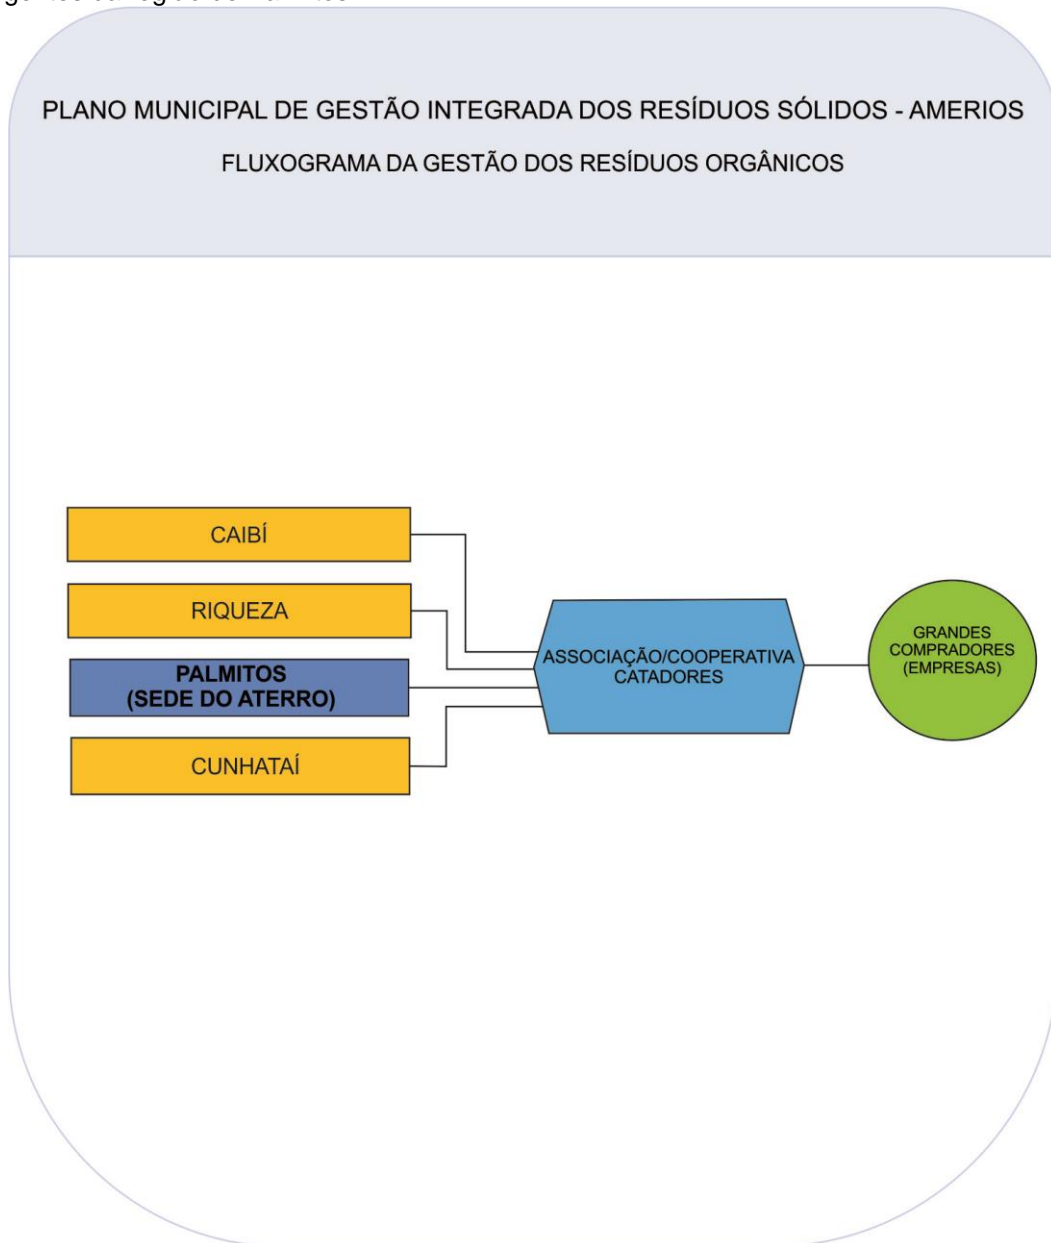 PLANO MUNICIPAL DE GESTÃO INTEGRADA DOS RESÍDUOS SÓLIDOS - AMERIOS
FLUXOGRAMA DA GESTÃO DOS RESÍDUOS ORGÂNICOS
CAIBÍ
RIQUEZA
PALMITOS
(SEDE DO ATERRO)
CUNHATAÍ
ASSOCIAÇÃO/COOPERATIVA
CATADORES
GRANDES
COMPRADORES
(EMPRESAS)